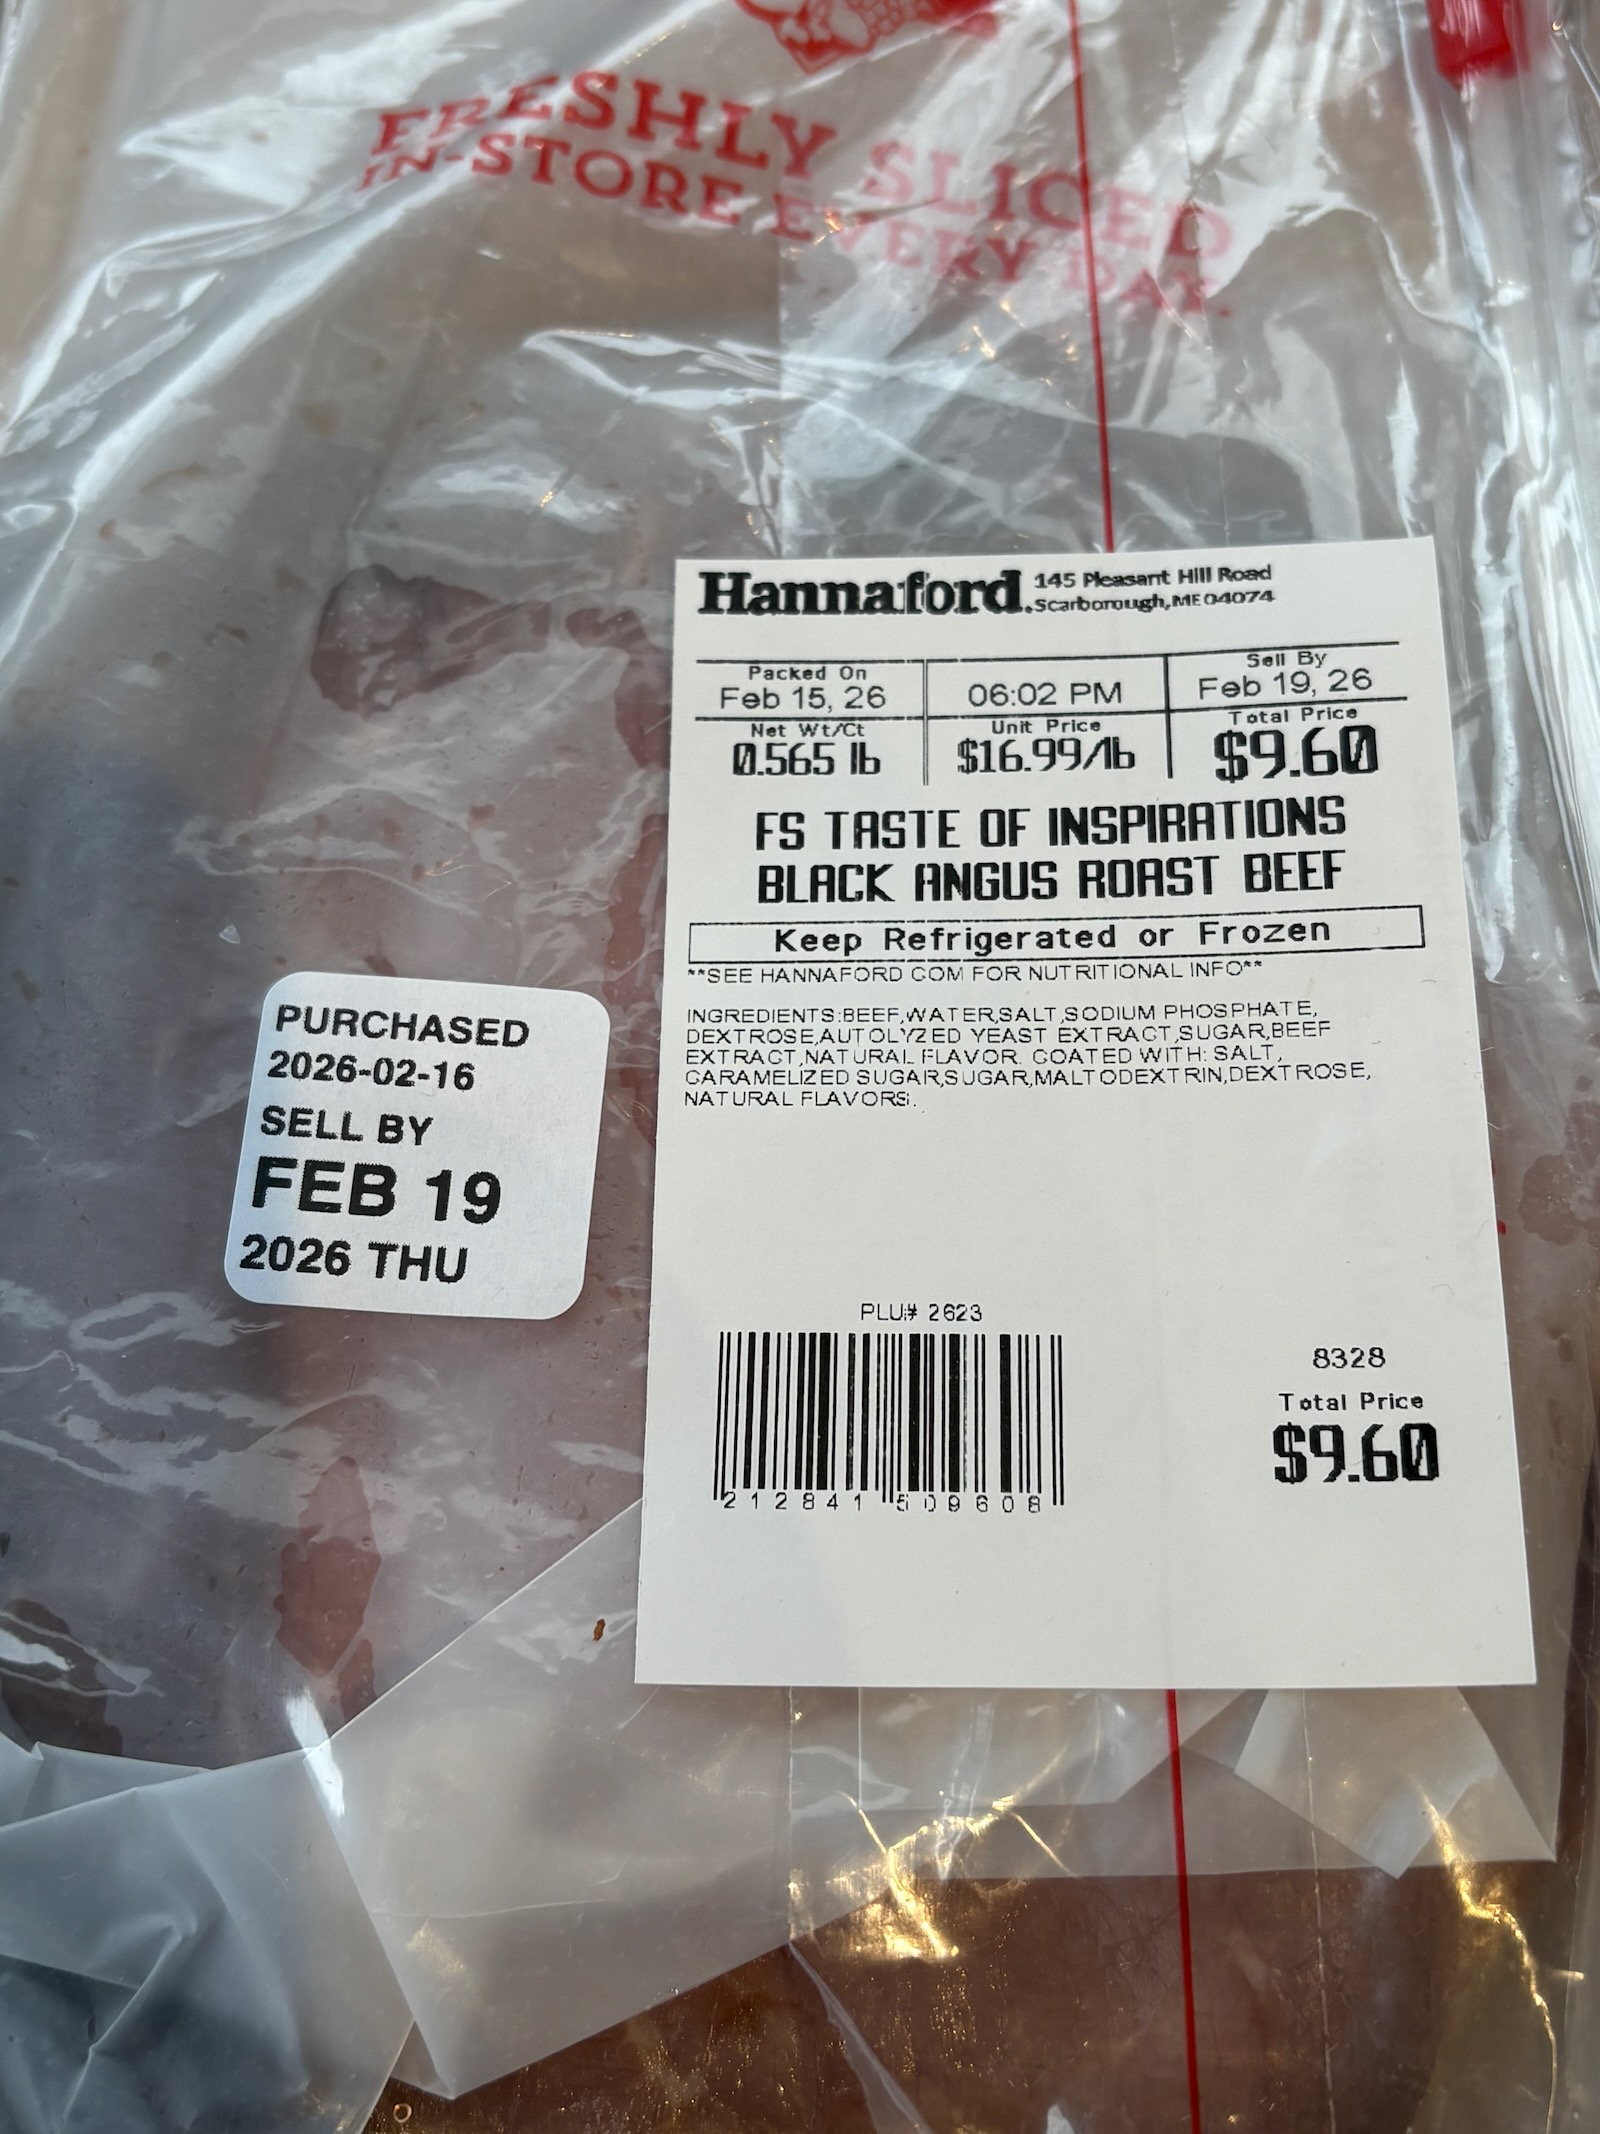 FRESHLY SLICED
IN-STORE EVERY DAY.
Hannaford. 145 Pleasant Hill Road
Scarborough, ME 04074
Packed On
Feb 15, 26
06:02 PM
Sell By
Feb 19, 26
Net Wt/Ct
0.565 lb
Unit Price
$16.99/lb
Total Price
$9.60
FS TASTE OF INSPIRATIONS
BLACK ANGUS ROAST BEEF
Keep Refrigerated or Frozen
**SEE HANNAFORD COM FOR NUTRITIONAL INFO**
INGREDIENTS:BEEF,WATER,SALT,SODIUM PHOSPHATE,
DEXTROSE,AUTOLYZED YEAST EXTRACT,SUGAR,BEEF
EXTRACT,NATURAL FLAVOR. COATED WITH: SALT,
CARAMELIZED SUGAR,SUGAR,MALTODEXTRIN,DEXTROSE,
NATURAL FLAVORS.
PURCHASED
2026-02-16
SELL BY
FEB 19
2026 THU
PLU# 2623
212841 509608
8328
Total Price
$9.60